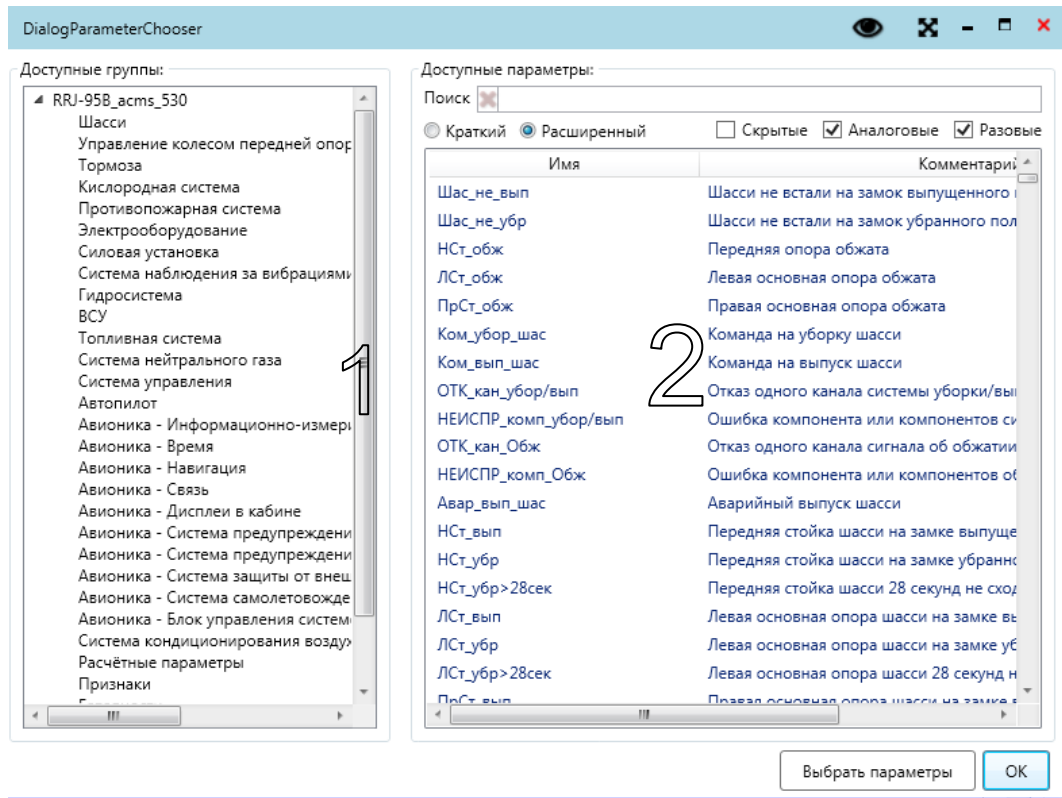 DialogParameterChooser
Доступные группы:
RRJ-95B_acms_530
Шасси
Управление колесом передней опор
Тормоза
Кислородная система
Противопожарная система
Электрооборудование
Силовая установка
Система наблюдения за вибрациями
Гидросистема
ВСУ
Топливная система
Система нейтрального газа
Система управления
Автопилот
Авионика - Информационно-измери
Авионика - Время
Авионика - Навигация
Авионика - Связь
Авионика - Дисплеи в кабине
Авионика - Система предупреждени
Авионика - Система предупреждени
Авионика - Система защиты от внеш
Авионика - Система самолетовожде
Авионика - Блок управления системо
Система кондиционирования воздух
Расчётные параметры
Признаки
1
Доступные параметры:
Поиск
Краткий Расширенный Скрытые Аналоговые Разовые
Имя Комментарий
Шас_не_вып Шасси не встали на замок выпущенного
Шас_не_убр Шасси не встали на замок убранного пол
НСт_обж Передняя опора обжата
ЛСт_обж Левая основная опора обжата
ПрСт_обж Правая основная опора обжата
Ком_убор_шас Команда на уборку шасси
Ком_вып_шас Команда на выпуск шасси
ОТК_кан_убор/вып Отказ одного канала системы уборки/вы
НЕИСПР_комп_убор/вып Ошибка компонента или компонентов си
ОТК_кан_Обж Отказ одного канала сигнала об обжатии
НЕИСПР_комп_Обж Ошибка компонента или компонентов об
Авар_вып_шас Аварийный выпуск шасси
НСт_вып Передняя стойка шасси на замке выпуще
НСт_убр Передняя стойка шасси на замке убранно
НСт_убр>28сек Передняя стойка шасси 28 секунд не сход
ЛСт_вып Левая основная опора шасси на замке вы
ЛСт_убр Левая основная опора шасси на замке уб
ЛСт_убр>28сек Левая основная опора шасси 28 секунд н
ПрСт_вып Правая основная опора шасси на замке в
2
Выбрать параметры OK